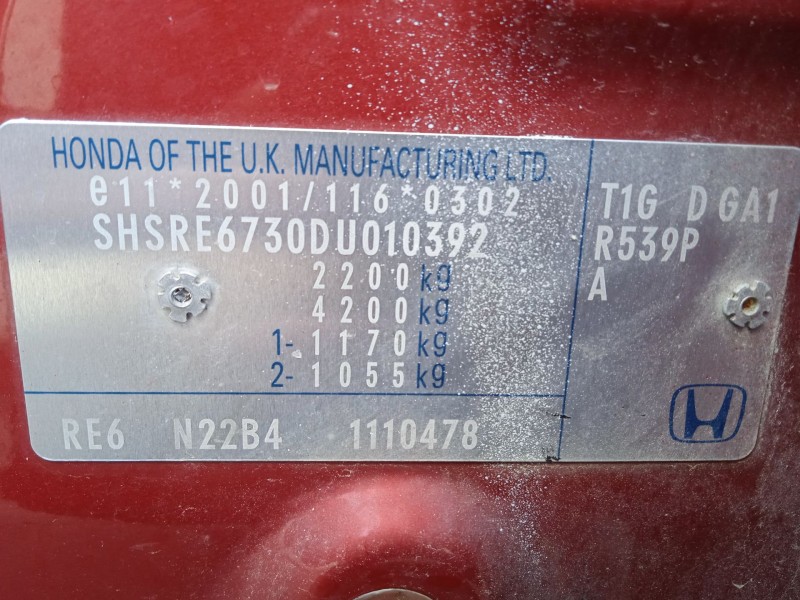 HONDA OF THE U.K. MANUFACTURING LTD.
e11*2001/116*0302
SHSRE6730DU010392
2200kg
4200kg
1-1170kg
2-1055kg
RE6 N22B4 1110478
T1G D GA1
R539P
A